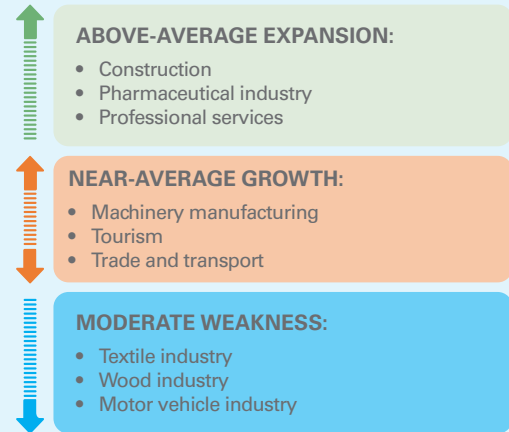 ABOVE-AVERAGE EXPANSION:
• Construction
• Pharmaceutical industry
• Professional services
NEAR-AVERAGE GROWTH:
• Machinery manufacturing
• Tourism
• Trade and transport
MODERATE WEAKNESS:
• Textile industry
• Wood industry
• Motor vehicle industry